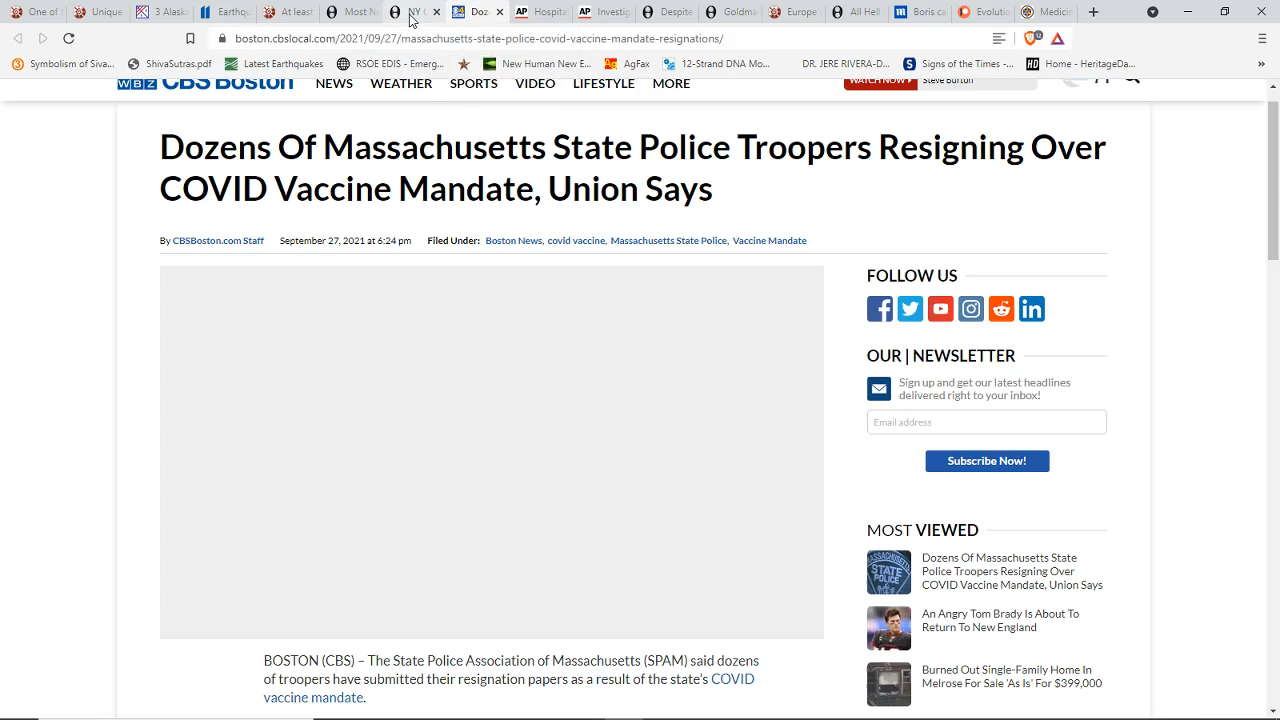 One of
Unique
3 Alaska
Earthqu
At least
Most N
NY
Doz
Hospita
Investig
Despite
Goldma
Europe
All Hell
Boris ca
Evolutio
Medicin
boston.cbslocal.com/2021/09/27/massachusetts-state-police-covid-vaccine-mandate-resignations/
12
Symbolism of Siva...
ShivaSutras.pdf
Latest Earthquakes
RSOE EDIS - Emerg...
New Human New E...
AgFax
12-Strand DNA Mo...
DR. JERE RIVERA-D...
Signs of the Times -...
HD Home - HeritageDa...
»
WBZ CBS Boston
NEWS WEATHER SPORTS VIDEO LIFESTYLE MORE
WATCH NOW Steve Burton
Dozens Of Massachusetts State Police Troopers Resigning Over
COVID Vaccine Mandate, Union Says
By CBSBoston.com Staff September 27, 2021 at 6:24 pm Filed Under: Boston News, covid vaccine, Massachusetts State Police, Vaccine Mandate
BOSTON (CBS) – The State Police Association of Massachusetts (SPAM) said dozens
of troopers have submitted their resignation papers as a result of the state's COVID
vaccine mandate.
FOLLOW US
OUR | NEWSLETTER
Sign up and get our latest headlines
delivered right to your inbox!
Email address
Subscribe Now!
MOST VIEWED
MASSACHUSETTS
STATE
POLICE
Dozens Of Massachusetts State
Police Troopers Resigning Over
COVID Vaccine Mandate, Union Says
An Angry Tom Brady Is About To
Return To New England
Burned Out Single-Family Home In
Melrose For Sale 'As Is' For $399,000